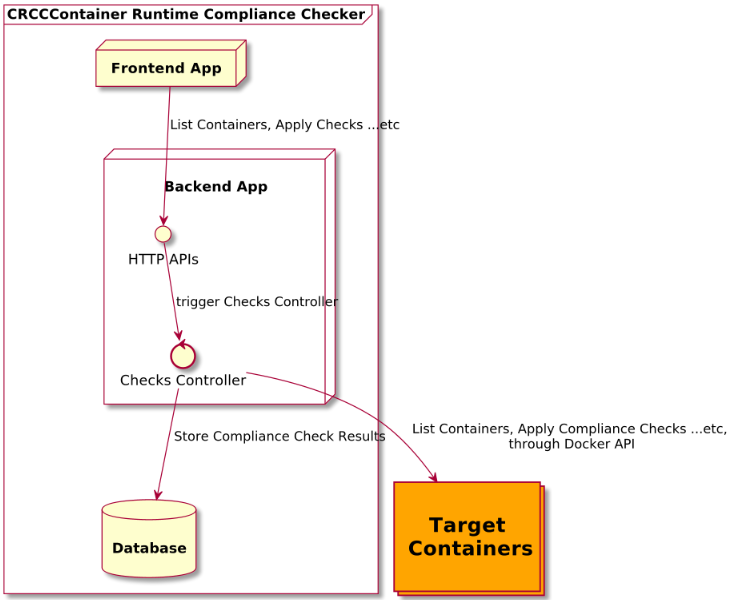 CRCCContainer Runtime Compliance Checker
Frontend App
List Containers, Apply Checks ...etc
Backend App
HTTP APIs
trigger Checks Controller
Checks Controller
List Containers, Apply Compliance Checks ...etc,
through Docker API
Store Compliance Check Results
Target
Containers
Database